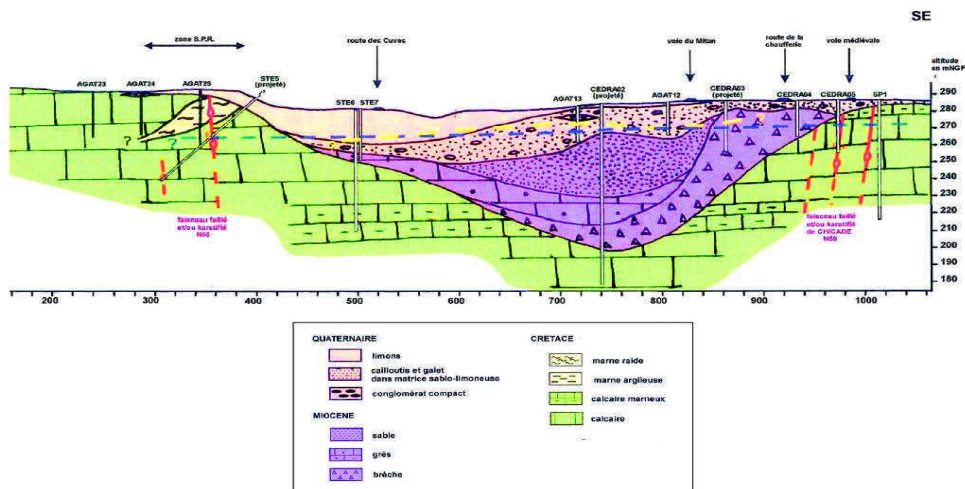 SE
zone S.P.R.
route des Cuves
voie du Mitan
route de la
chaufferie
voie médiévale
altitude
en mNGF
AGAT23
AGAT24
AGAT25
STE5
(projeté)
STE6
STE7
AGAT13
CEDRA02
(projeté)
AGAT12
CEDRA03
(projeté)
CEDRA04
CEDRA05
SP1
290
280
270
260
250
240
230
220
210
200
190
180
?
?
faisceau faillé
et/ou karstifié
N50
faisceau faillé
et/ou karstifié
de CHICADE
200
300
400
500
600
700
800
900
1000
QUATERNAIRE
limons
cailloutis et galet
dans matrice sablo-limoneuse
conglomérat compact
MIOCENE
sable
grès
brèche
CRETACE
marne raide
marne argileuse
calcaire marneux
calcaire